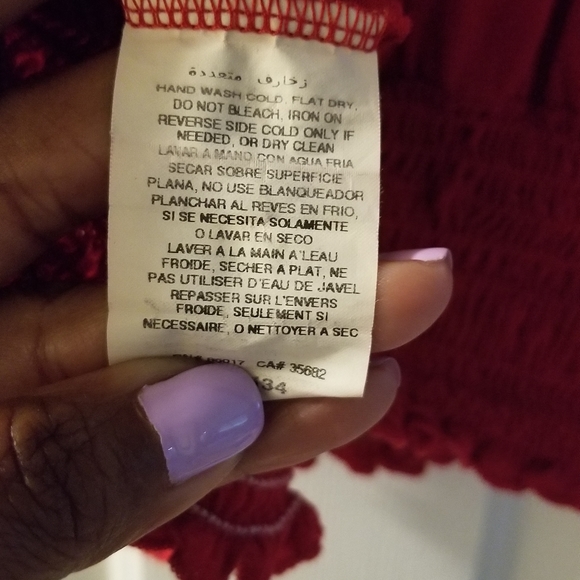 زخارف متعددة
HAND WASH COLD, FLAT DRY,
DO NOT BLEACH, IRON ON
REVERSE SIDE COLD ONLY IF
NEEDED, OR DRY CLEAN
LAVAR A MANO CON AGUA FRIA
SECAR SOBRE SUPERFICIE
PLANA, NO USE BLANQUEADOR
PLANCHAR AL REVES EN FRIO,
SI SE NECESITA SOLAMENTE
O LAVAR EN SECO
LAVER A LA MAIN A'LEAU
FROIDE, SECHER A PLAT, NE
PAS UTILISER D'EAU DE JAVEL
REPASSER SUR L'ENVERS
FROIDE, SEULEMENT SI
NECESSAIRE, O NETTOYER A SEC
CA# 35682